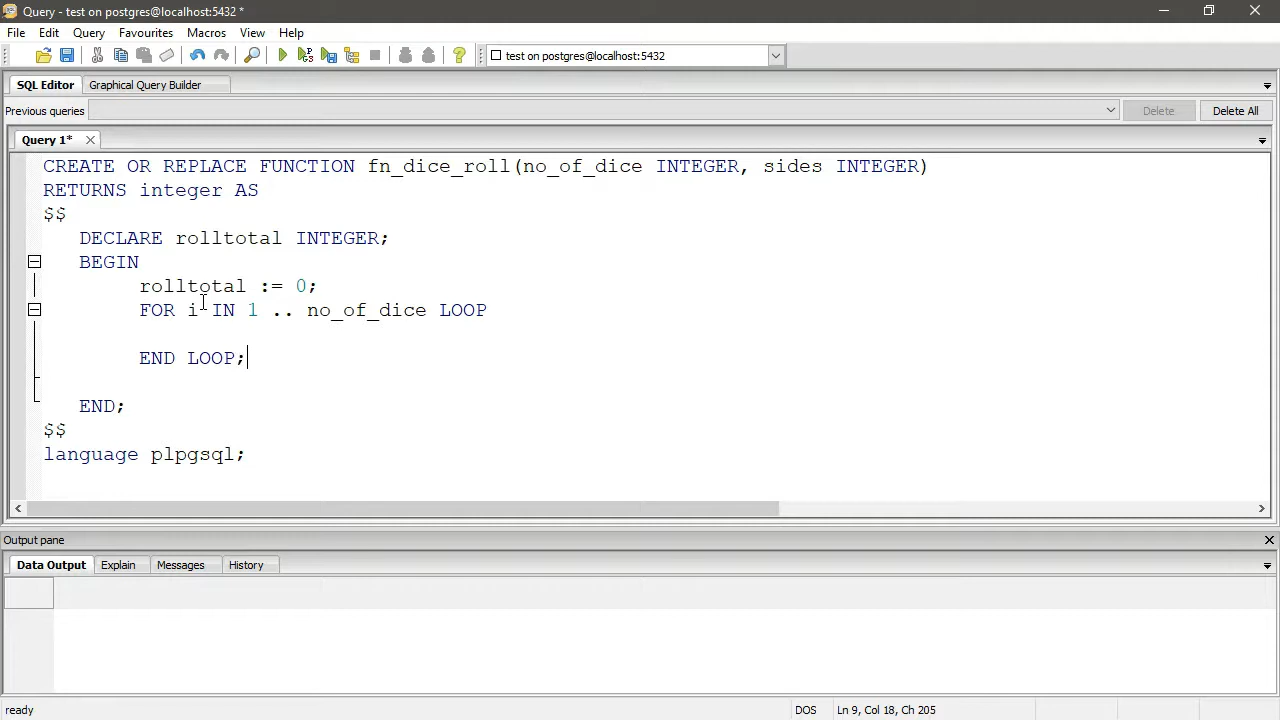 Query - test on postgres@localhost:5432 *
File Edit Query Favourites Macros View Help
test on postgres@localhost:5432
SQL Editor Graphical Query Builder
Previous queries Delete Delete All
Query 1*
CREATE OR REPLACE FUNCTION fn_dice_roll(no_of_dice INTEGER, sides INTEGER)
RETURNS integer AS
$$
DECLARE rolltotal INTEGER;
BEGIN
rolltotal := 0;
FOR i IN 1 .. no_of_dice LOOP
END LOOP;
END;
$$
language plpgsql;
Output pane
Data Output Explain Messages History
ready DOS Ln 9, Col 18, Ch 205